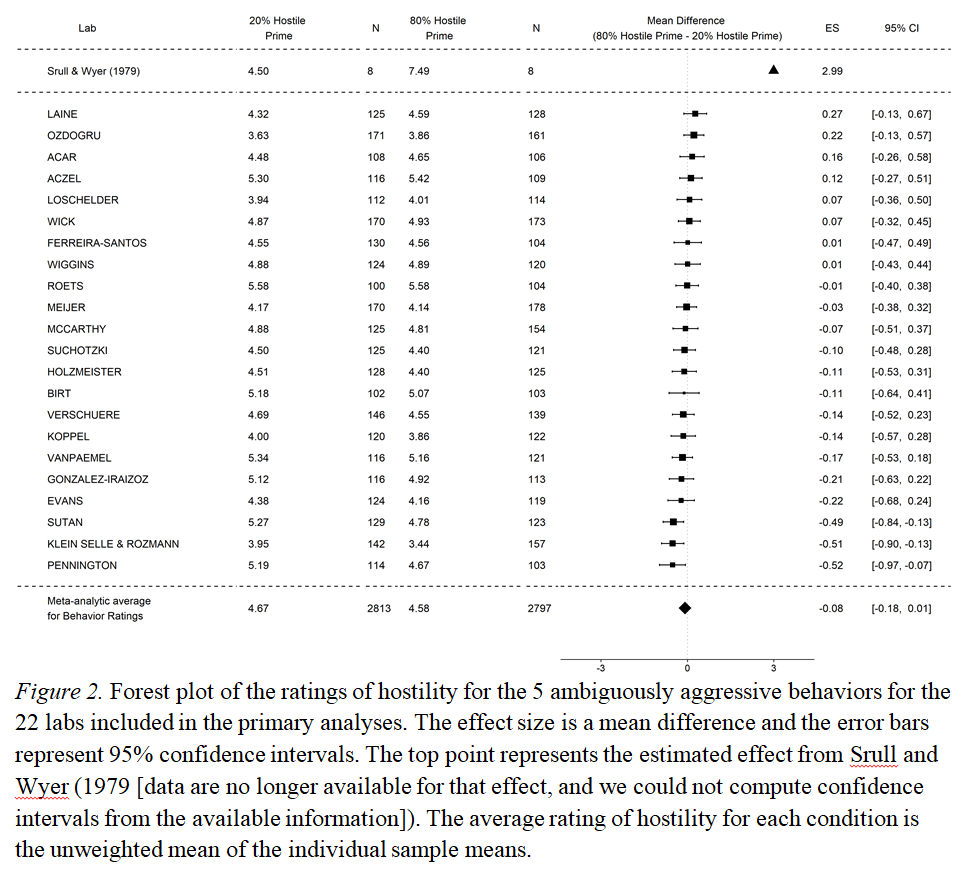 Lab 20% Hostile Prime N 80% Hostile Prime N Mean Difference (80% Hostile Prime - 20% Hostile Prime) ES 95% CI
Srull & Wyer (1979) 4.50 8 7.49 8 2.99
LAINE 4.32 125 4.59 128 0.27 [-0.13, 0.67]
OZDOGRU 3.63 171 3.86 161 0.22 [-0.13, 0.57]
ACAR 4.48 108 4.65 106 0.16 [-0.26, 0.58]
ACZEL 5.30 116 5.42 109 0.12 [-0.27, 0.51]
LOSCHELDER 3.94 112 4.01 114 0.07 [-0.36, 0.50]
WICK 4.87 170 4.93 173 0.07 [-0.32, 0.45]
FERREIRA-SANTOS 4.55 130 4.56 104 0.01 [-0.47, 0.49]
WIGGINS 4.88 124 4.89 120 0.01 [-0.43, 0.44]
ROETS 5.58 100 5.58 104 -0.01 [-0.40, 0.38]
MEIJER 4.17 170 4.14 178 -0.03 [-0.38, 0.32]
MCCARTHY 4.88 125 4.81 154 -0.07 [-0.51, 0.37]
SUCHOTZKI 4.50 125 4.40 121 -0.10 [-0.48, 0.28]
HOLZMEISTER 4.51 128 4.40 125 -0.11 [-0.53, 0.31]
BIRT 5.18 102 5.07 103 -0.11 [-0.64, 0.41]
VERSCHUERE 4.69 146 4.55 139 -0.14 [-0.52, 0.23]
KOPPEL 4.00 120 3.86 122 -0.14 [-0.57, 0.28]
VANPAEMEL 5.34 116 5.16 121 -0.17 [-0.53, 0.18]
GONZALEZ-IRAIZOZ 5.12 116 4.92 113 -0.21 [-0.63, 0.22]
EVANS 4.38 124 4.16 119 -0.22 [-0.68, 0.24]
SUTAN 5.27 129 4.78 123 -0.49 [-0.84, -0.13]
KLEIN SELLE & ROZMANN 3.95 142 3.44 157 -0.51 [-0.90, -0.13]
PENNINGTON 5.19 114 4.67 103 -0.52 [-0.97, -0.07]
Meta-analytic average for Behavior Ratings 4.67 2813 4.58 2797 -0.08 [-0.18, 0.01]
-3 0 3
Figure 2. Forest plot of the ratings of hostility for the 5 ambiguously aggressive behaviors for the
22 labs included in the primary analyses. The effect size is a mean difference and the error bars
represent 95% confidence intervals. The top point represents the estimated effect from Srull and
Wyer (1979 [data are no longer available for that effect, and we could not compute confidence
intervals from the available information]). The average rating of hostility for each condition is
the unweighted mean of the individual sample means.